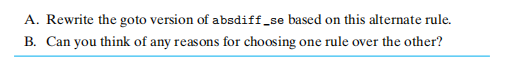 A. Rewrite the goto version of absdiff_se based on this alternate rule.
B. Can you think of any reasons for choosing one rule over the other?